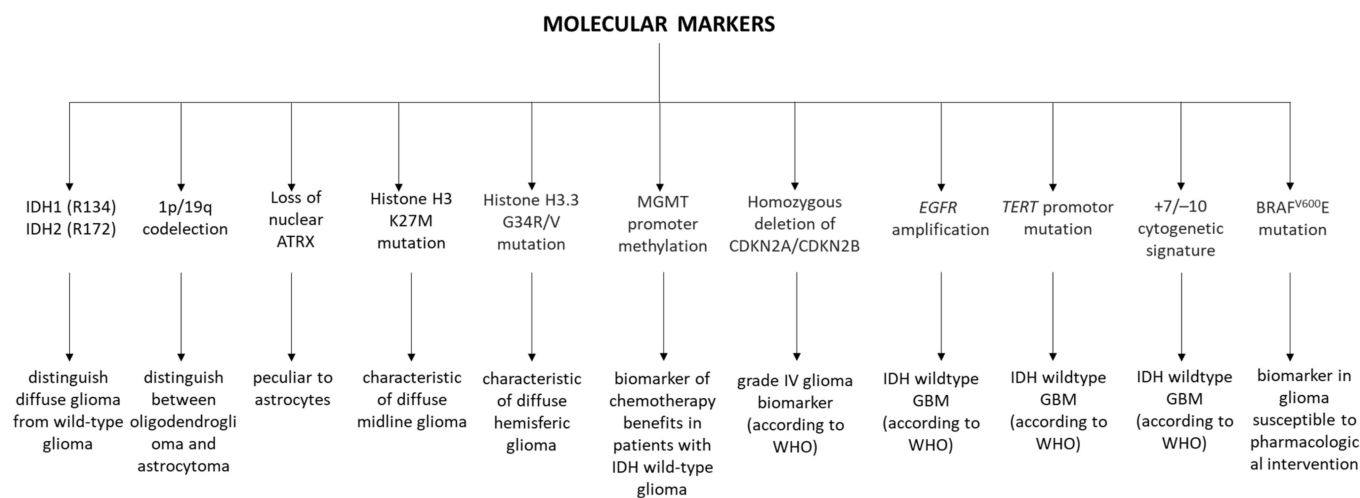 MOLECULAR MARKERS
IDH1 (R134)
IDH2 (R172)
1p/19q
codelection
Loss of
nuclear
ATRX
Histone H3
K27M
mutation
Histone H3.3
G34R/V
mutation
MGMT
promoter
methylation
Homozygous
deletion of
CDKN2A/CDKN2B
EGFR
amplification
TERT promotor
mutation
+7/–10
cytogenetic
signature
BRAFV600E
mutation
distinguish
diffuse glioma
from wild-type
glioma
distinguish
between
oligodendrogli
oma and
astrocytoma
peculiar to
astrocytes
characteristic
of diffuse
midline glioma
characteristic
of diffuse
hemisferic
glioma
biomarker of
chemotherapy
benefits in
patients with
IDH wild-type
glioma
grade IV glioma
biomarker
(according to
WHO)
IDH wildtype
GBM
(according to
WHO)
IDH wildtype
GBM
(according to
WHO)
IDH wildtype
GBM
(according to
WHO)
biomarker in
glioma
susceptible to
pharmacologic
al intervention